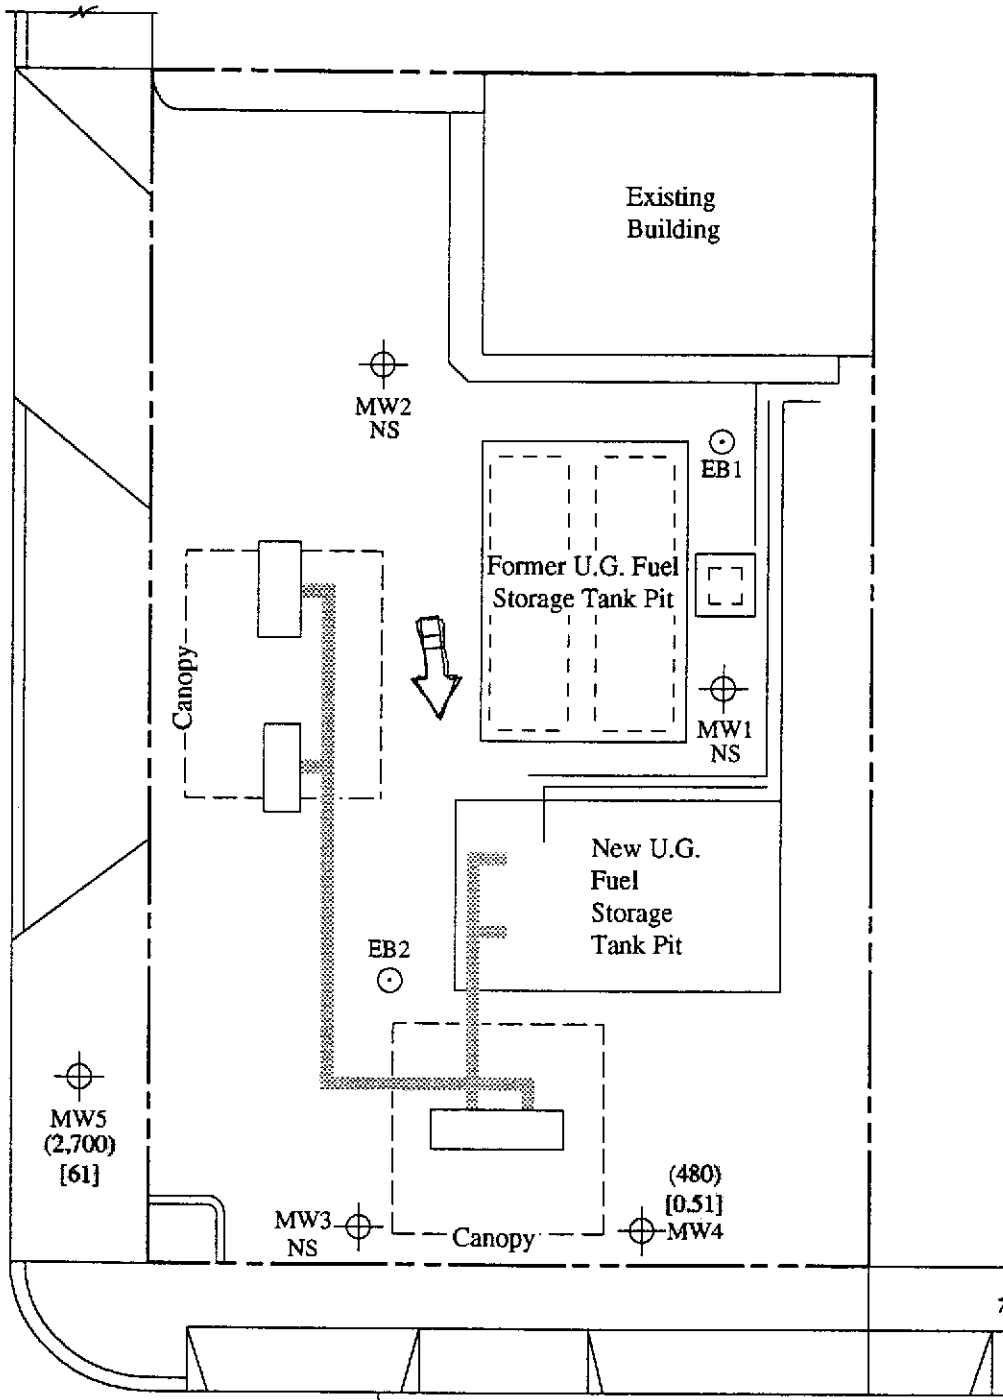 Existing
Building
MW2
NS
EB1
Former U.G. Fuel
Storage Tank Pit
Canopy
MW1
NS
New U.G.
Fuel
Storage
Tank Pit
EB2
MW5
(2,700)
[61]
(480)
[0.51]
MW4
MW3
NS
Canopy